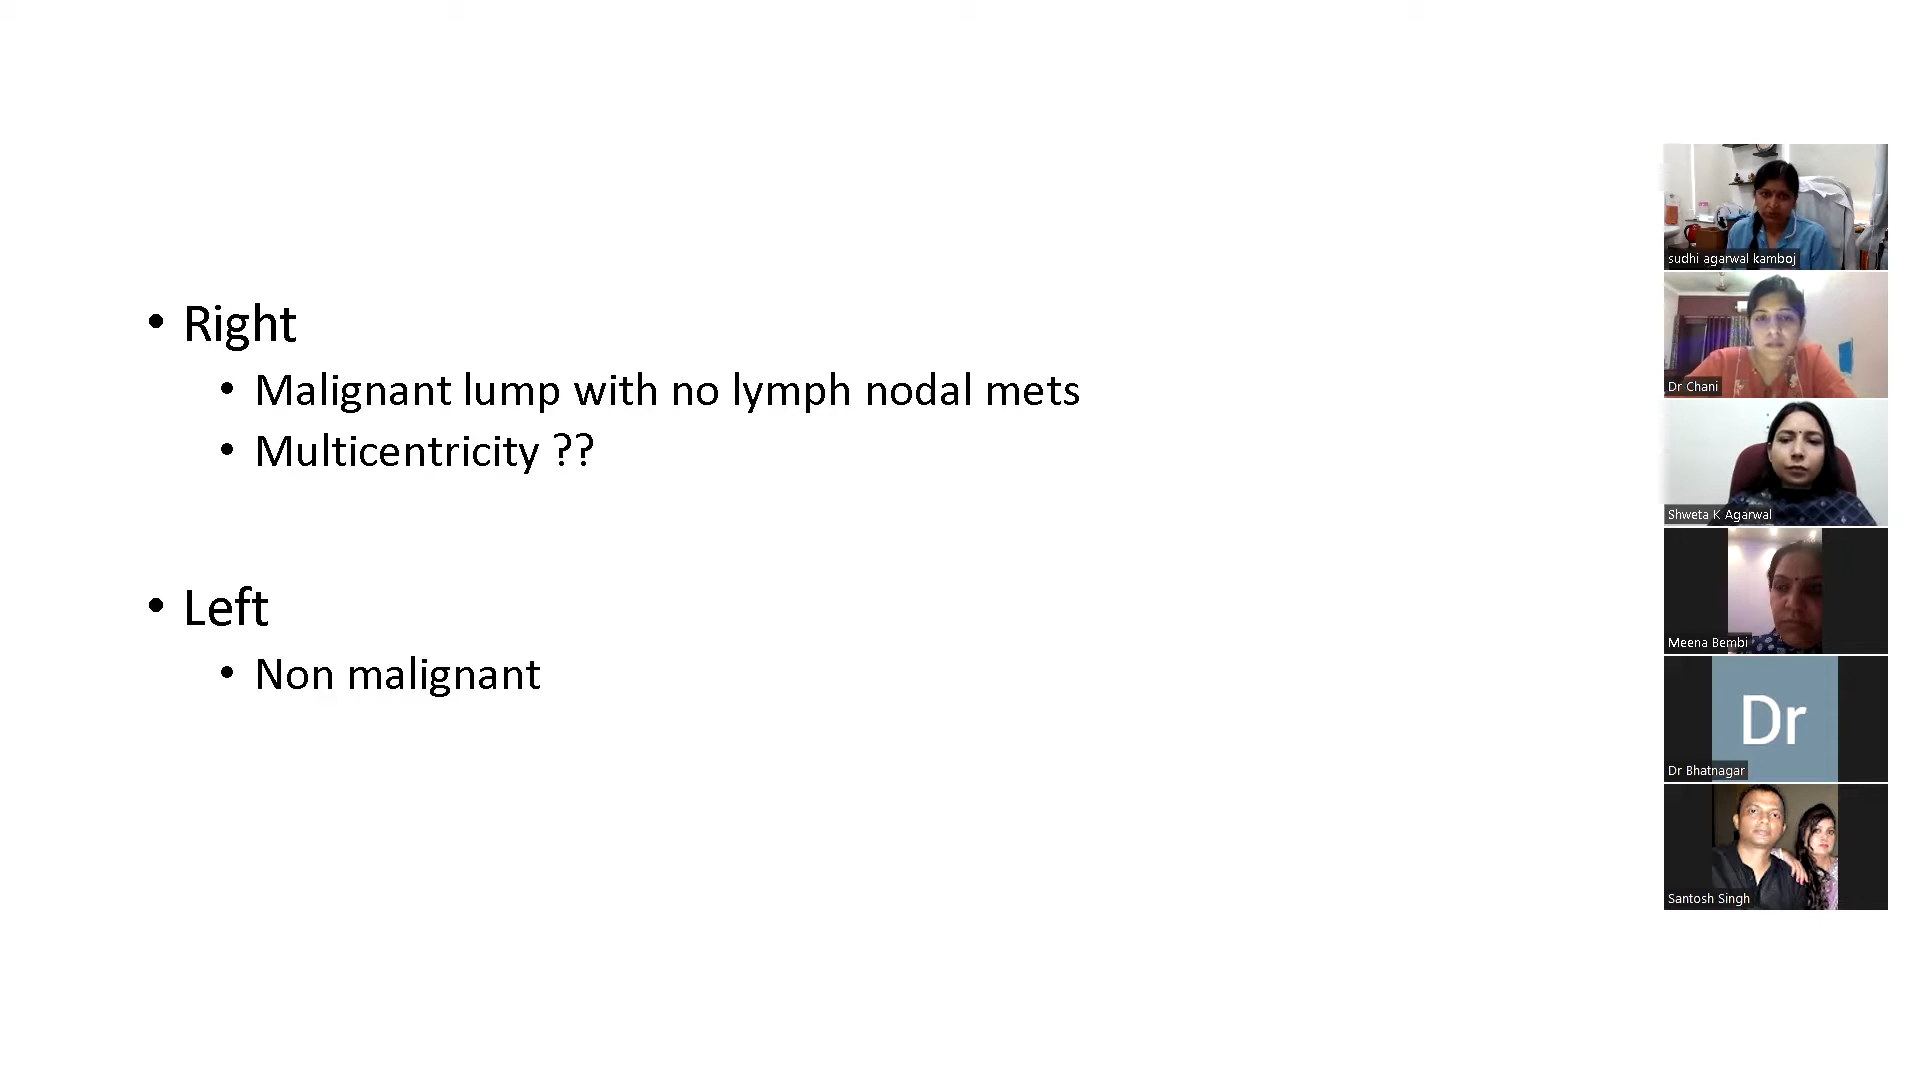 • Right
• Malignant lump with no lymph nodal mets
• Multicentricity ??
• Left
• Non malignant
sudhi agarwal kamboj
Dr Chani
Shweta K Agarwal
Meena Bembi
Dr
Dr Bhatnagar
Santosh Singh